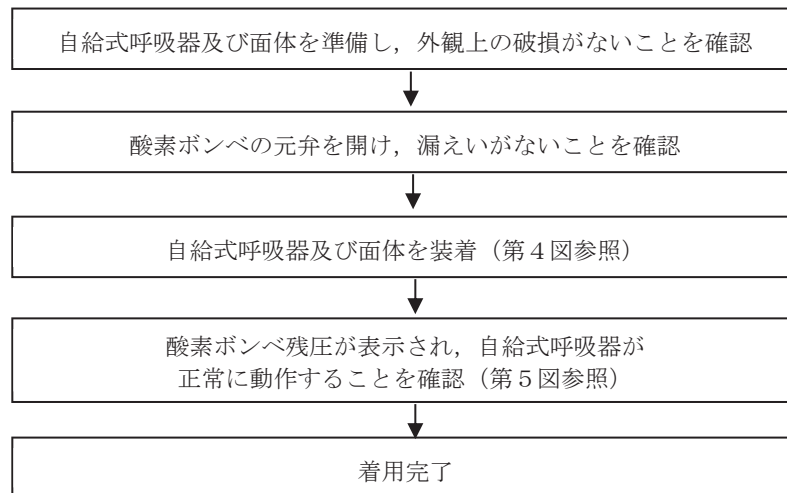 自給式呼吸器及び面体を準備し，外観上の破損がないことを確認
酸素ボンベの元弁を開け，漏えいがないことを確認
自給式呼吸器及び面体を装着（第４図参照）
酸素ボンベ残圧が表示され，自給式呼吸器が
正常に動作することを確認（第５図参照）
着用完了